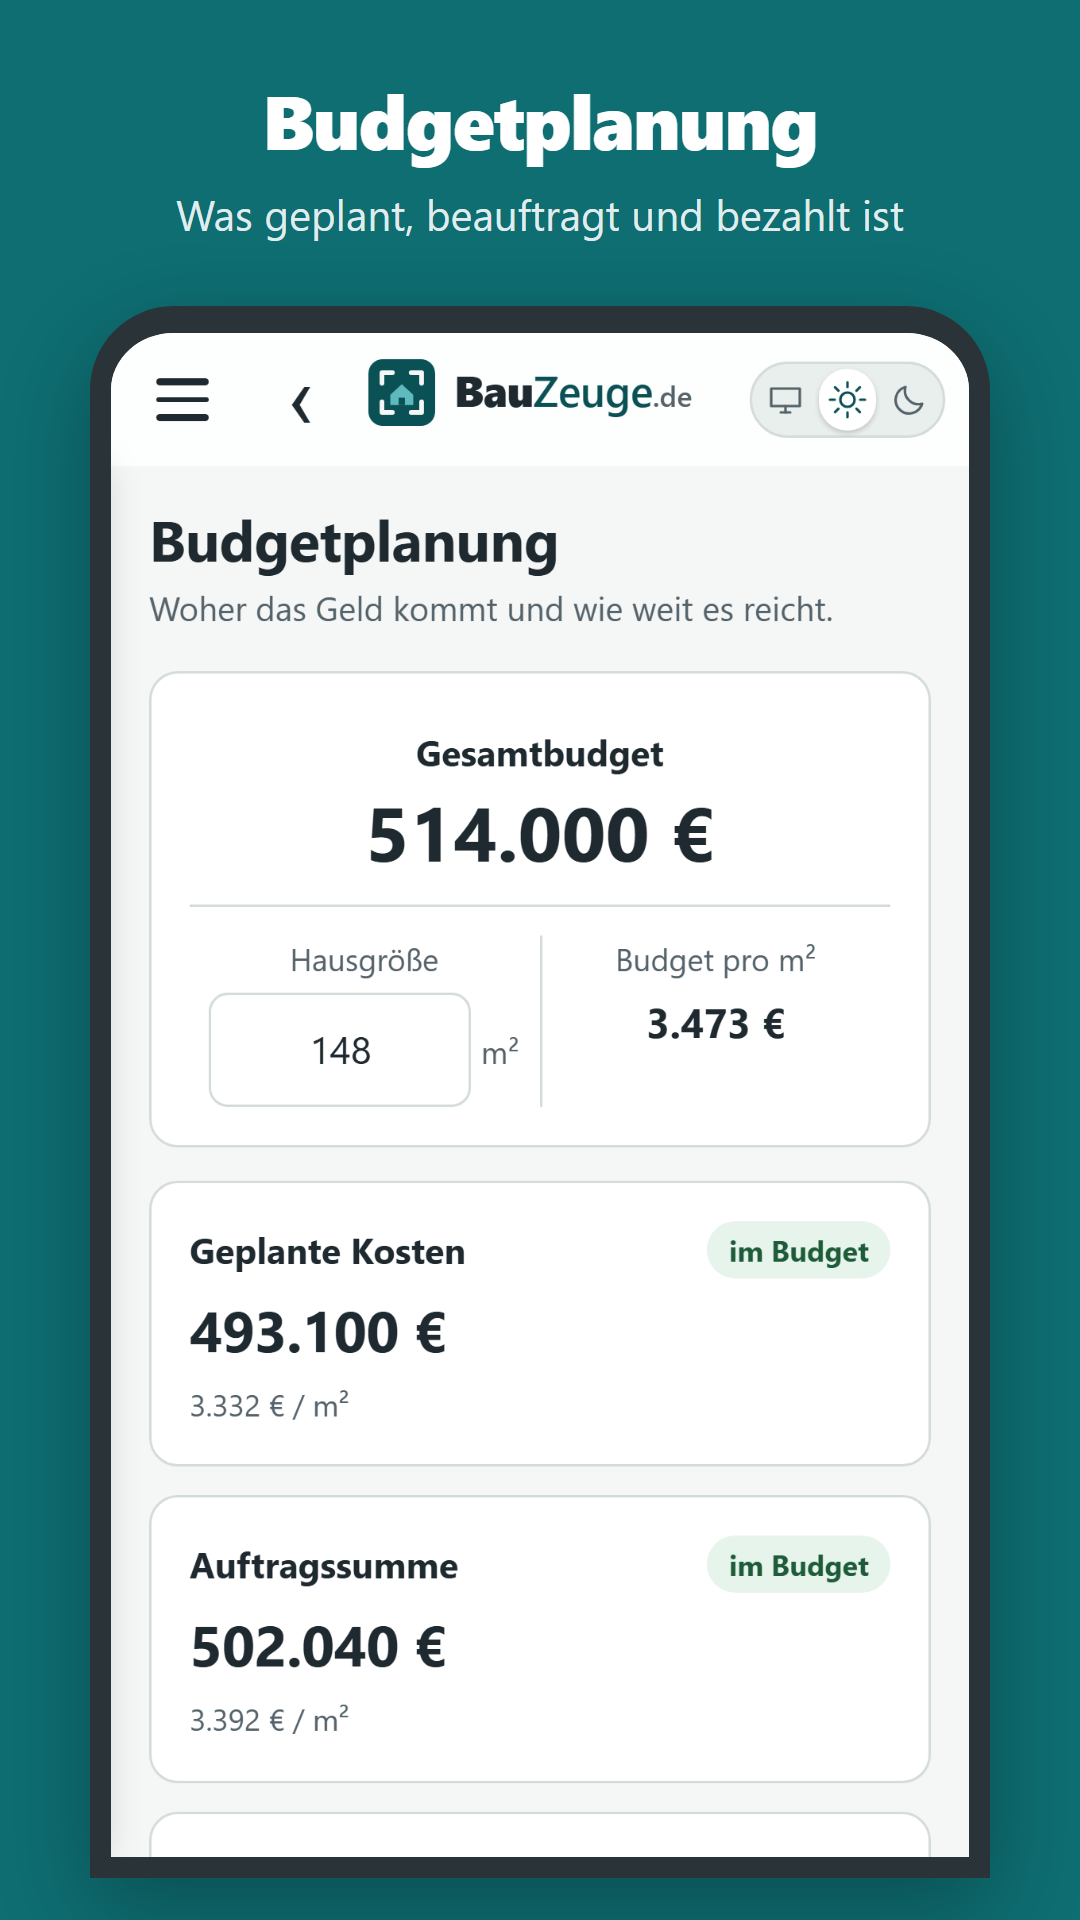 Budgetplanung
Was geplant, beauftragt und bezahlt ist
BauZeuge.de
Budgetplanung
Woher das Geld kommt und wie weit es reicht.
Gesamtbudget
514.000 €
Hausgröße
148 m²
Budget pro m²
3.473 €
Geplante Kosten
im Budget
493.100 €
3.332 € / m²
Auftragssumme
im Budget
502.040 €
3.392 € / m²